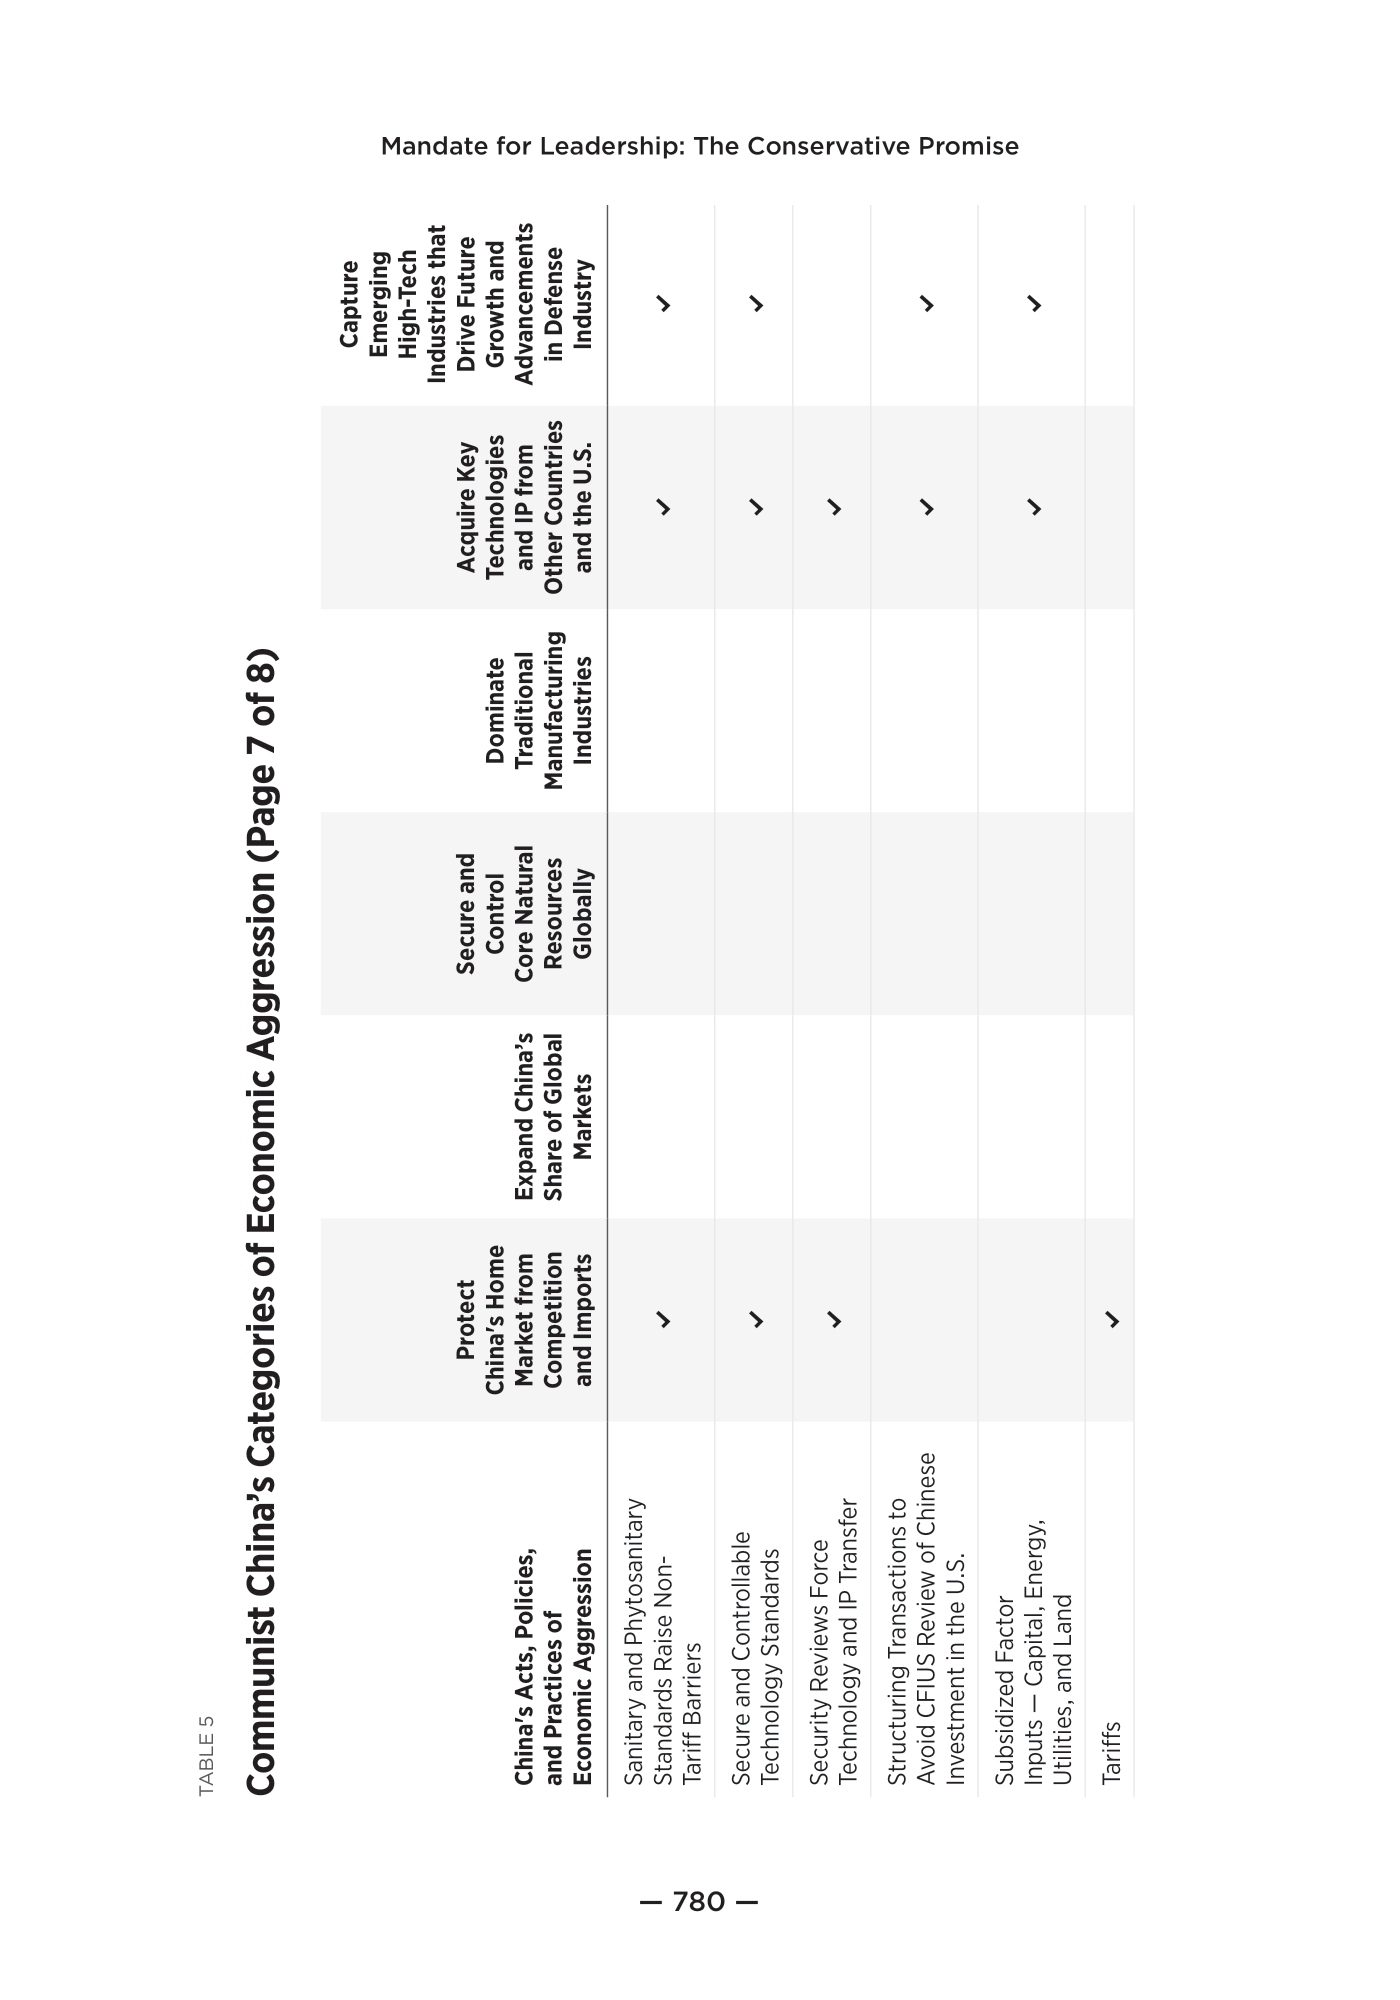 Mandate for Leadership: The Conservative Promise
TABLE 5
Communist China’s Categories of Economic Aggression (Page 7 of 8)
China’s Acts, Policies,
and Practices of
Economic Aggression
Protect
China’s Home
Market from
Competition
and Imports
Expand China’s
Share of Global
Markets
Secure and
Control
Core Natural
Resources
Globally
Dominate
Traditional
Manufacturing
Industries
Acquire Key
Technologies
and IP from
Other Countries
and the U.S.
Capture
Emerging
High-Tech
Industries that
Drive Future
Growth and
Advancements
in Defense
Industry
Sanitary and Phytosanitary
Standards Raise Non-
Tariff Barriers
✓ ✓ ✓
Secure and Controllable
Technology Standards
✓ ✓ ✓
Security Reviews Force
Technology and IP Transfer
✓ ✓
Structuring Transactions to
Avoid CFIUS Review of Chinese
Investment in the U.S.
✓ ✓
Subsidized Factor
Inputs — Capital, Energy,
Utilities, and Land
✓ ✓
Tariffs
✓
— 780 —